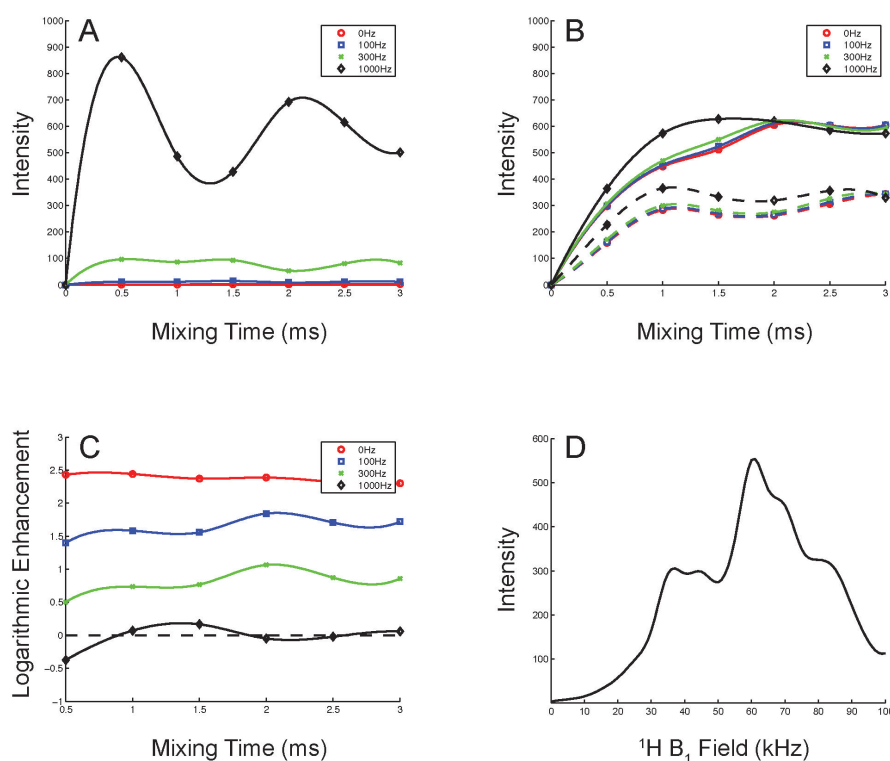 A
1000
900
800
700
600
500
400
300
200
100
0
0 0.5 1 1.5 2 2.5 3
0Hz
100Hz
300Hz
1000Hz
Intensity
Mixing Time (ms)
B
1000
900
800
700
600
500
400
300
200
100
0
0 0.5 1 1.5 2 2.5 3
0Hz
100Hz
300Hz
1000Hz
Intensity
Mixing Time (ms)
C
3
2.5
2
1.5
1
0.5
0
−0.5
−1
0.5 1 1.5 2 2.5 3
0Hz
100Hz
300Hz
1000Hz
Logarithmic Enhancement
Mixing Time (ms)
D
600
500
400
300
200
100
0 10 20 30 40 50 60 70 80 90 100
Intensity
¹H B₁ Field (kHz)